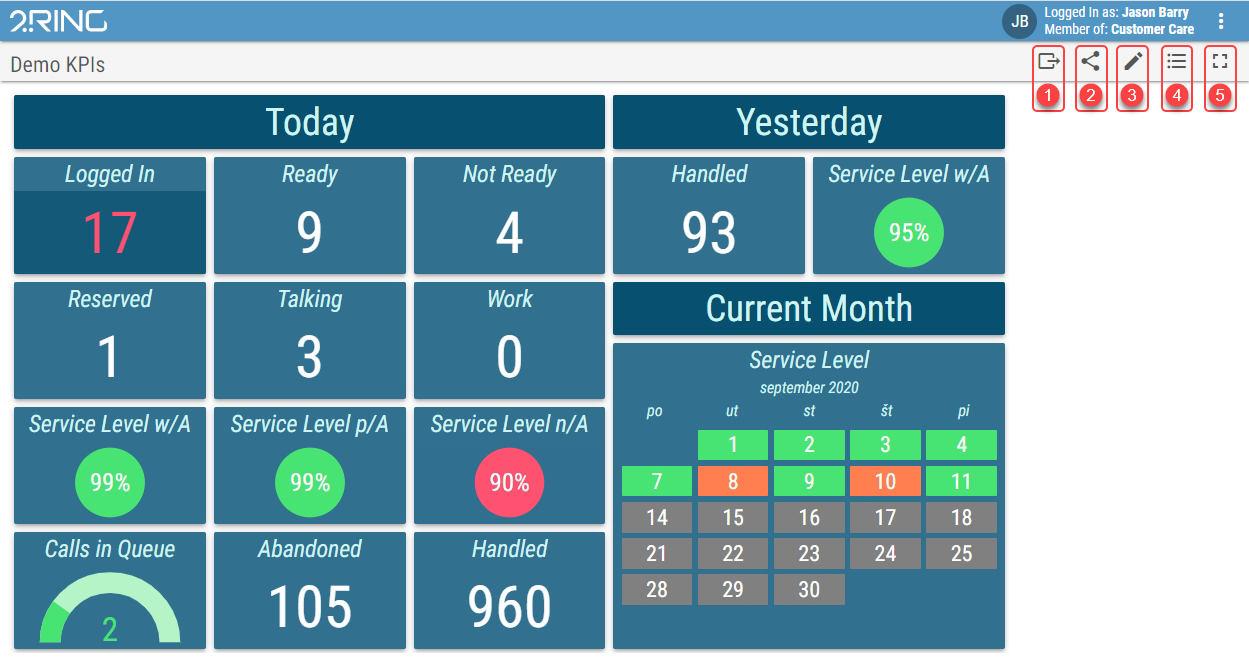 2RING
JB
Logged In as: Jason Barry
Member of: Customer Care
Demo KPIs
1 2 3 4 5
Today
Yesterday
Logged In
Ready
Not Ready
Handled
Service Level w/A
17
9
4
93
95%
Reserved
Talking
Work
Current Month
1
3
0
Service Level
september 2020
po ut st št pi
1 2 3 4
7 8 9 10 11
14 15 16 17 18
21 22 23 24 25
28 29 30
Service Level w/A
Service Level p/A
Service Level n/A
99%
99%
90%
Calls in Queue
Abandoned
Handled
2
105
960